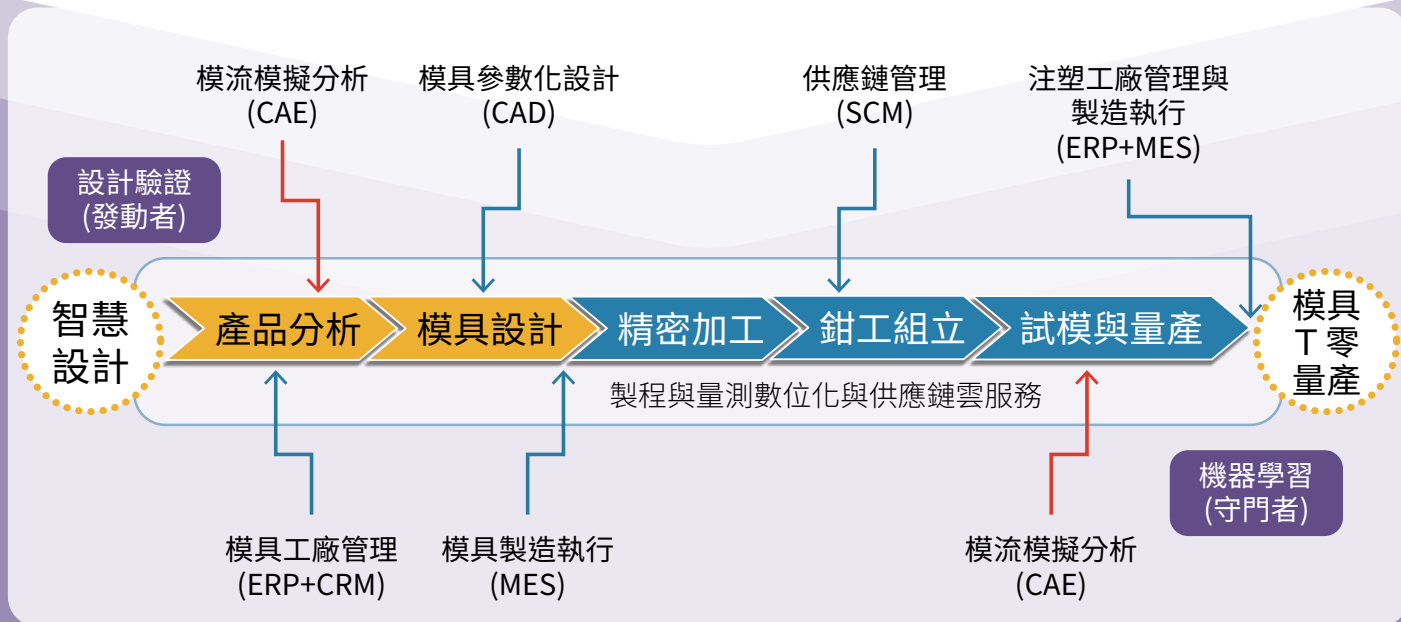 模流模擬分析
(CAE)
模具參數化設計
(CAD)
供應鏈管理
(SCM)
注塑工廠管理與
製造執行
(ERP+MES)
設計驗證
(發動者)
智慧
設計
產品分析
模具設計
精密加工
鉗工組立
試模與量產
模具
T 零
量產
製程與量測數位化與供應鏈雲服務
機器學習
(守門者)
模具工廠管理
(ERP+CRM)
模具製造執行
(MES)
模流模擬分析
(CAE)